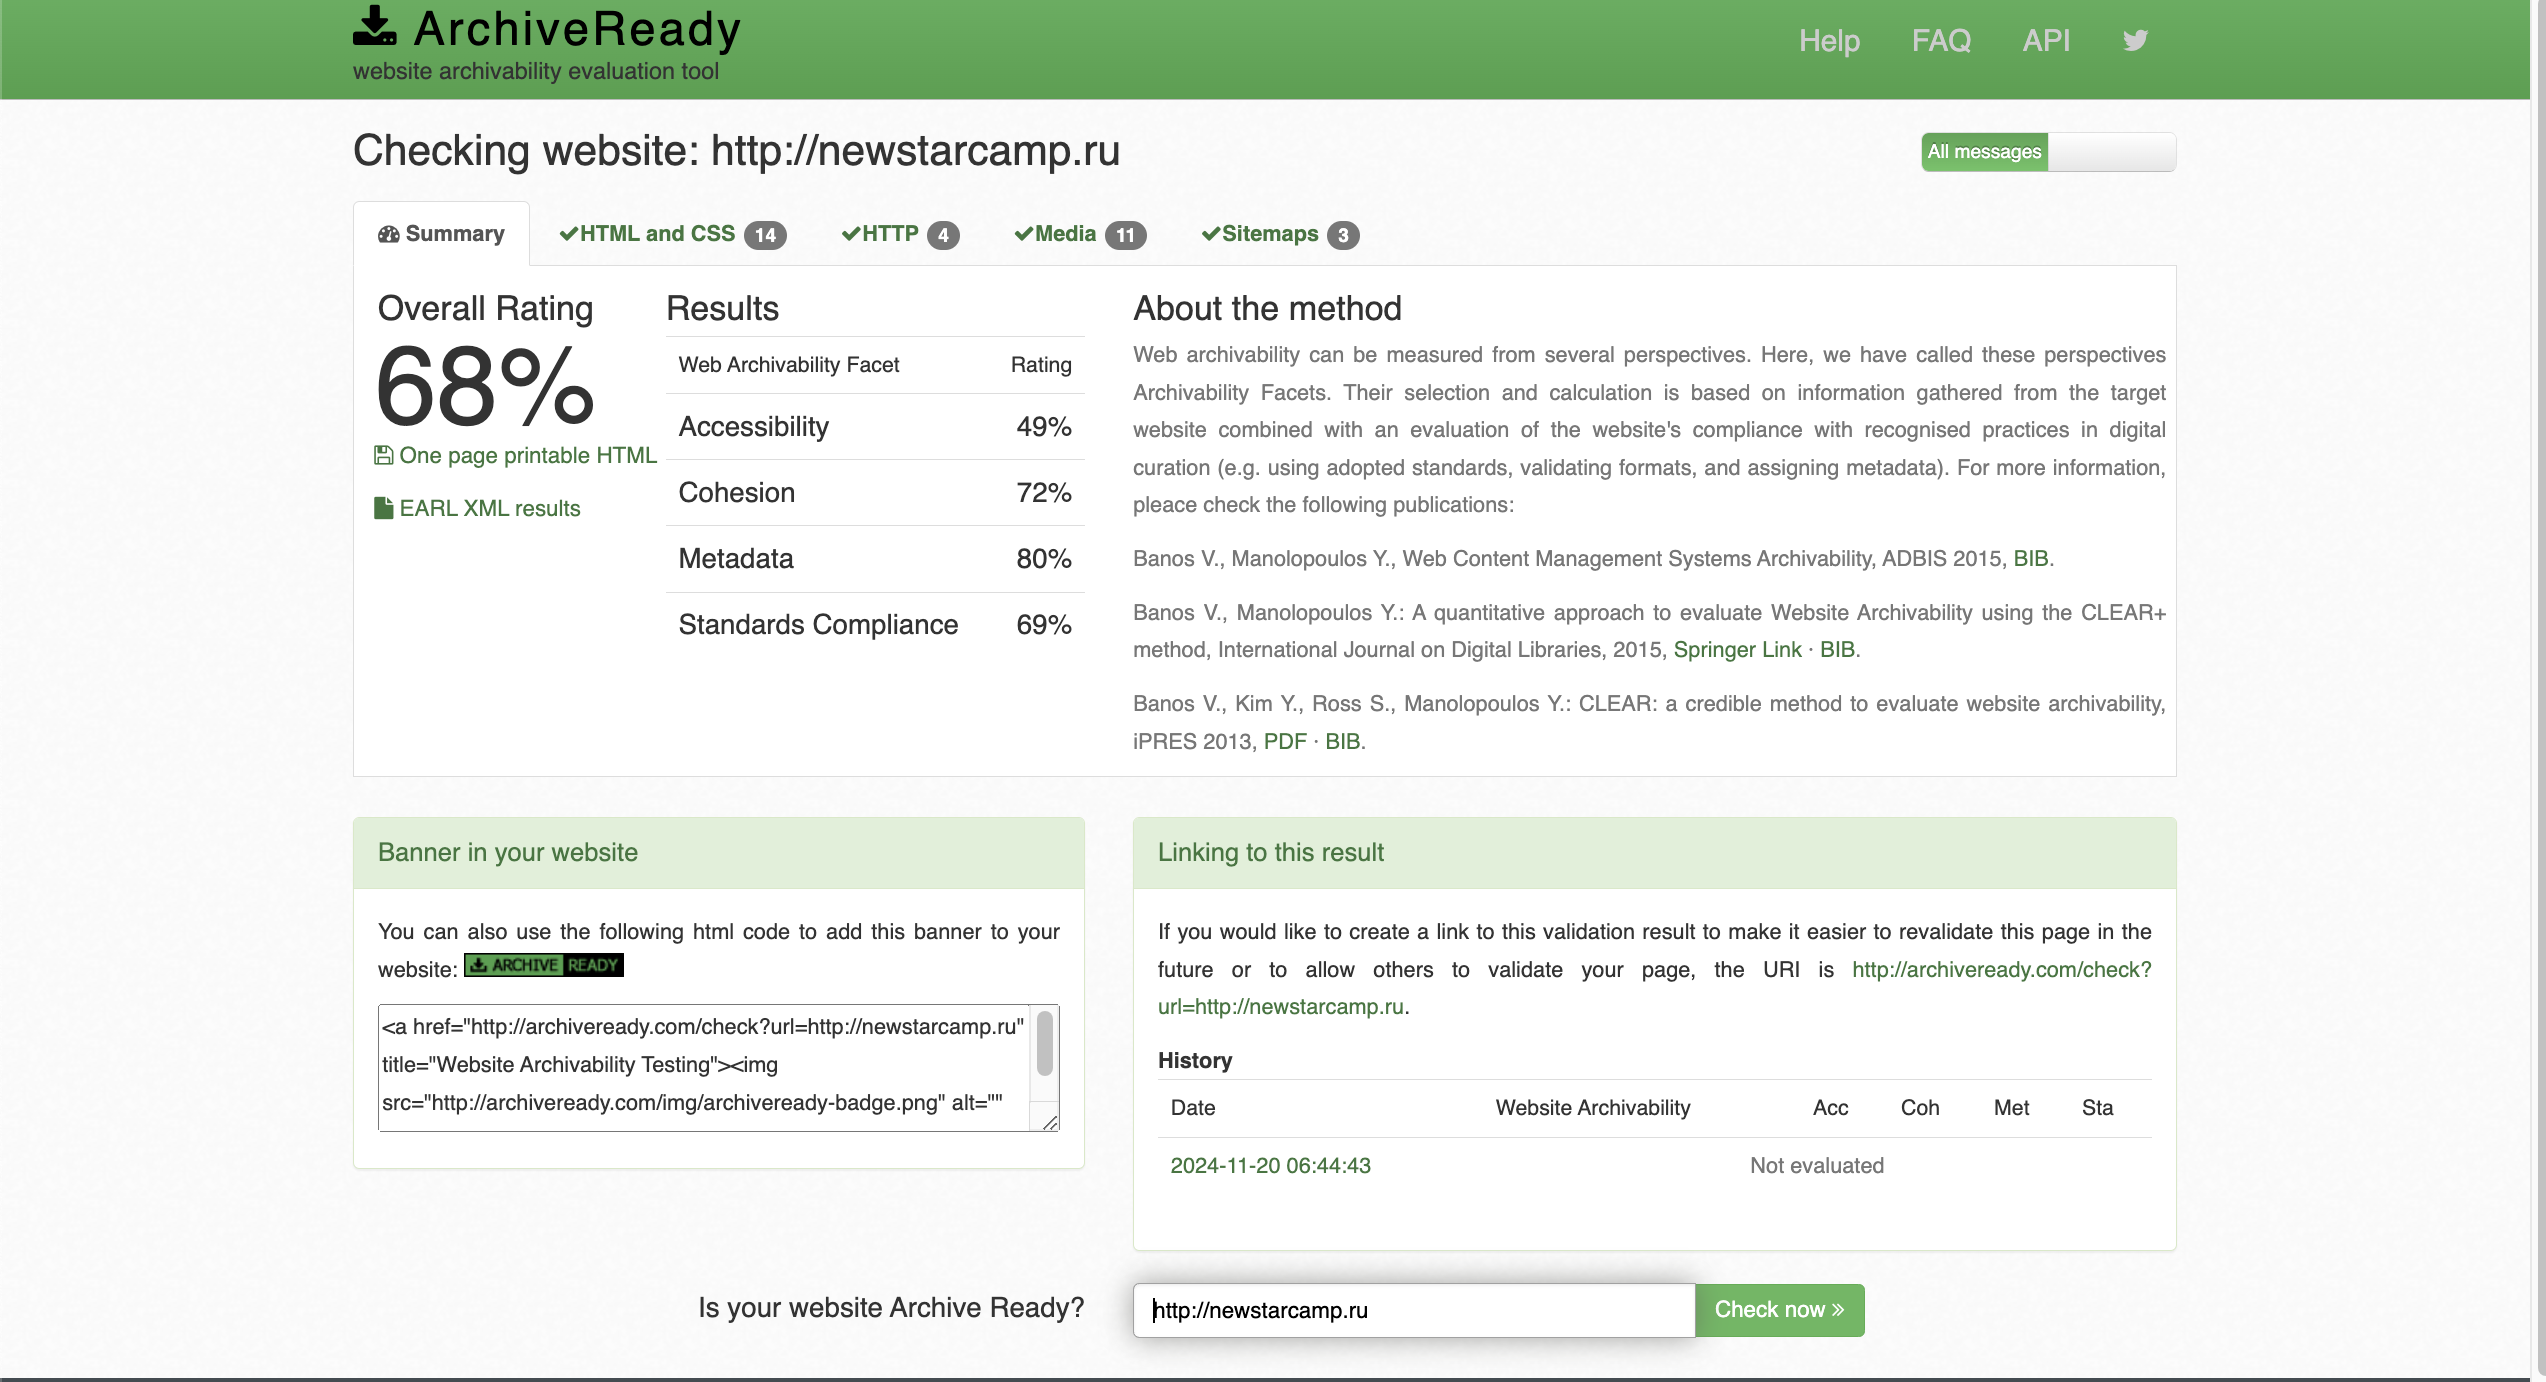 ArchiveReady
website archivability evaluation tool
Help FAQ API
Checking website: http://newstarcamp.ru
All messages
Summary HTML and CSS 14 HTTP 4 Media 11 Sitemaps 3
Overall Rating
68%
One page printable HTML
EARL XML results
Results
Web Archivability Facet Rating
Accessibility 49%
Cohesion 72%
Metadata 80%
Standards Compliance 69%
About the method
Web archivability can be measured from several perspectives. Here, we have called these perspectives
Archivability Facets. Their selection and calculation is based on information gathered from the target
website combined with an evaluation of the website's compliance with recognised practices in digital
curation (e.g. using adopted standards, validating formats, and assigning metadata). For more information,
pleace check the following publications:
Banos V., Manolopoulos Y., Web Content Management Systems Archivability, ADBIS 2015, BIB.
Banos V., Manolopoulos Y.: A quantitative approach to evaluate Website Archivability using the CLEAR+
method, International Journal on Digital Libraries, 2015, Springer Link · BIB.
Banos V., Kim Y., Ross S., Manolopoulos Y.: CLEAR: a credible method to evaluate website archivability,
iPRES 2013, PDF · BIB.
Banner in your website
You can also use the following html code to add this banner to your
website: ARCHIVE READY
<a href="http://archiveready.com/check?url=http://newstarcamp.ru"
title="Website Archivability Testing"><img
src="http://archiveready.com/img/archiveready-badge.png" alt=""
Linking to this result
If you would like to create a link to this validation result to make it easier to revalidate this page in the
future or to allow others to validate your page, the URI is http://archiveready.com/check?
url=http://newstarcamp.ru.
History
Date Website Archivability Acc Coh Met Sta
2024-11-20 06:44:43 Not evaluated
Is your website Archive Ready? http://newstarcamp.ru Check now »